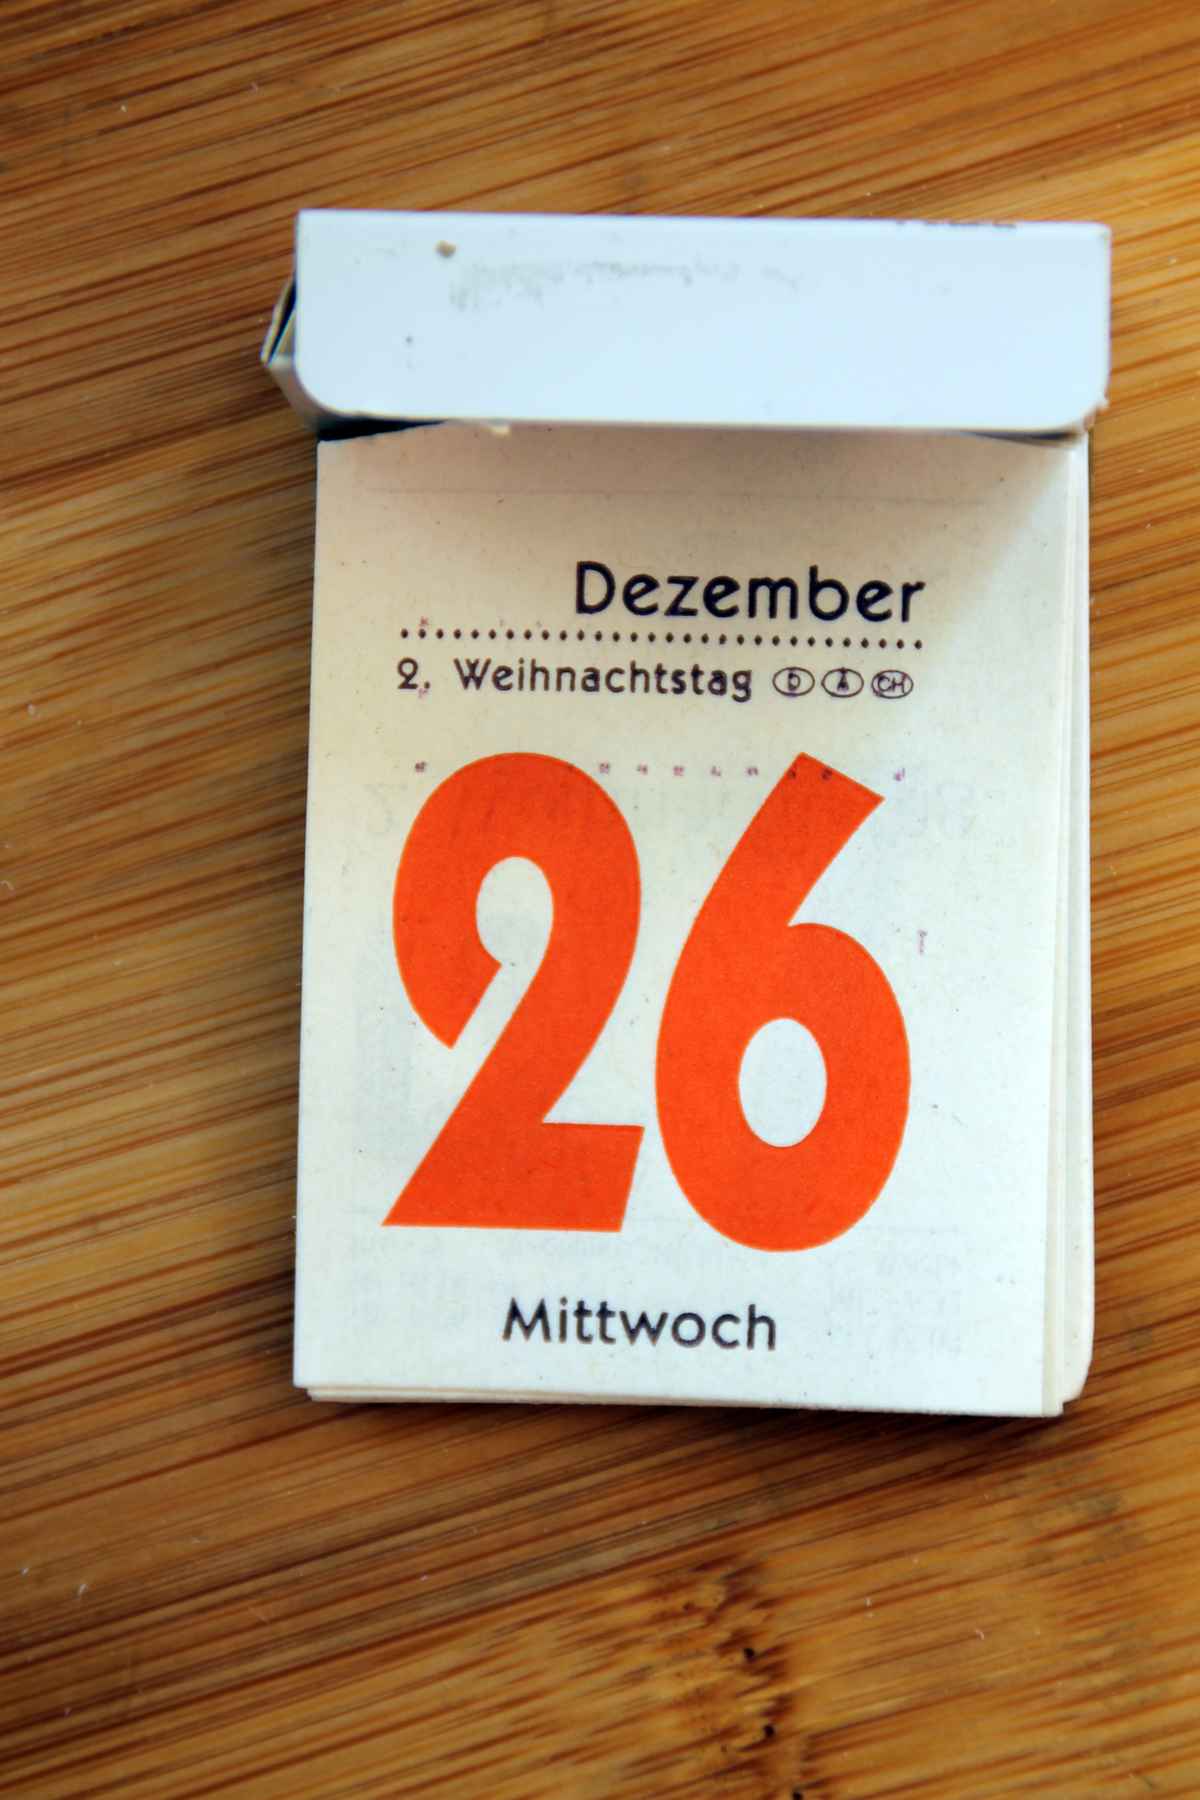 Dezember
2. Weihnachtstag D A CH
26
Mittwoch